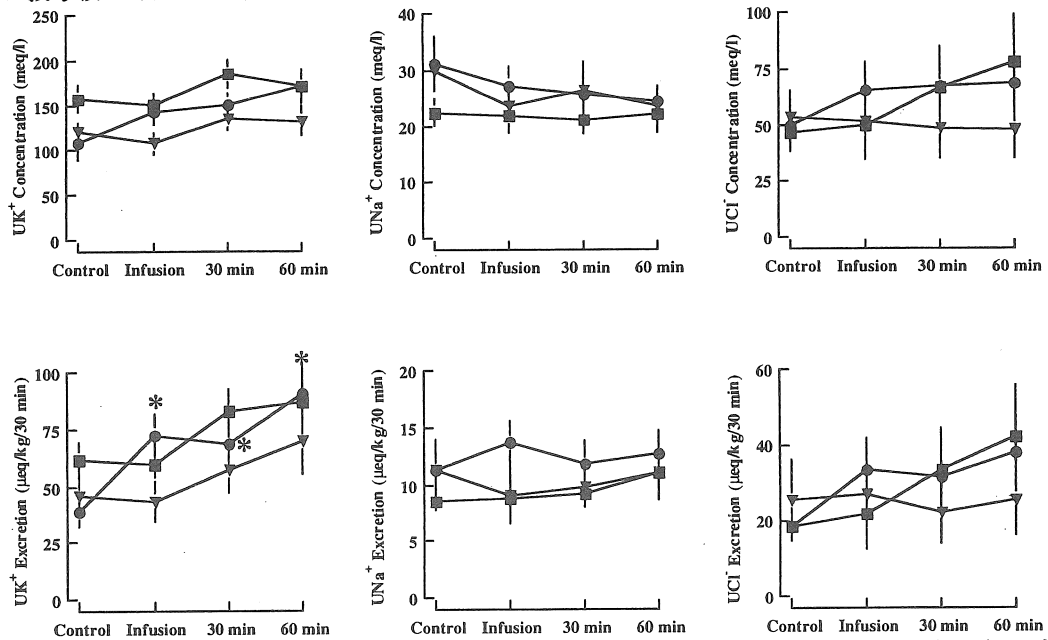 UK+ Concentration (meq/l)
250
200
150
100
50
0
Control Infusion 30 min 60 min
UNa+ Concentration (meq/l)
40
30
20
10
0
Control Infusion 30 min 60 min
UCl- Concentration (meq/l)
100
75
50
25
0
Control Infusion 30 min 60 min
UK+ Excretion (µeq/kg/30 min)
100
75
50
25
0
* * *
Control Infusion 30 min 60 min
UNa+ Excretion (µeq/kg/30 min)
20
15
10
5
0
Control Infusion 30 min 60 min
UCl- Excretion (µeq/kg/30 min)
60
40
20
0
Control Infusion 30 min 60 min